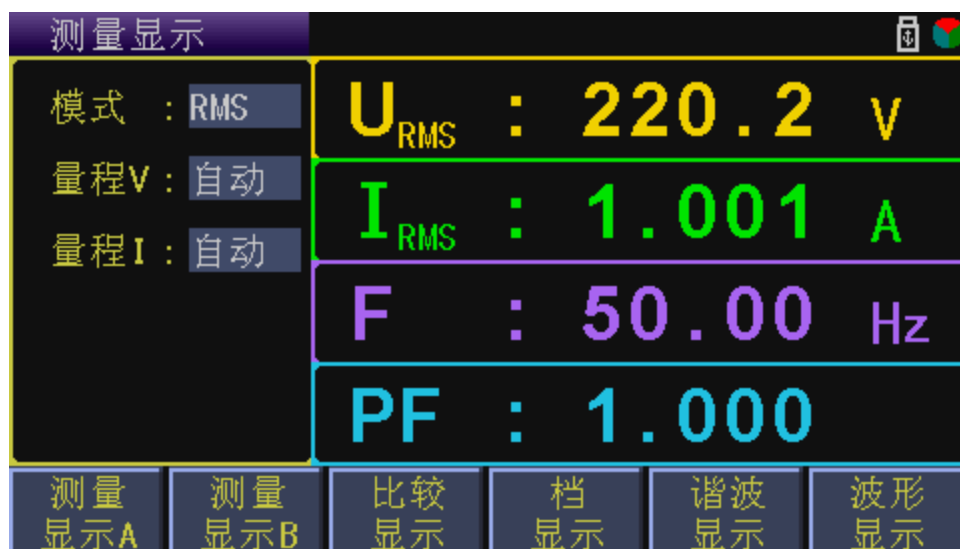 测量显示
模式 : RMS
量程V : 自动
量程I : 自动
URMS : 220.2 V
IRMS : 1.001 A
F : 50.00 Hz
PF : 1.000
测量
显示A
测量
显示B
比较
显示
档
显示
谐波
显示
波形
显示